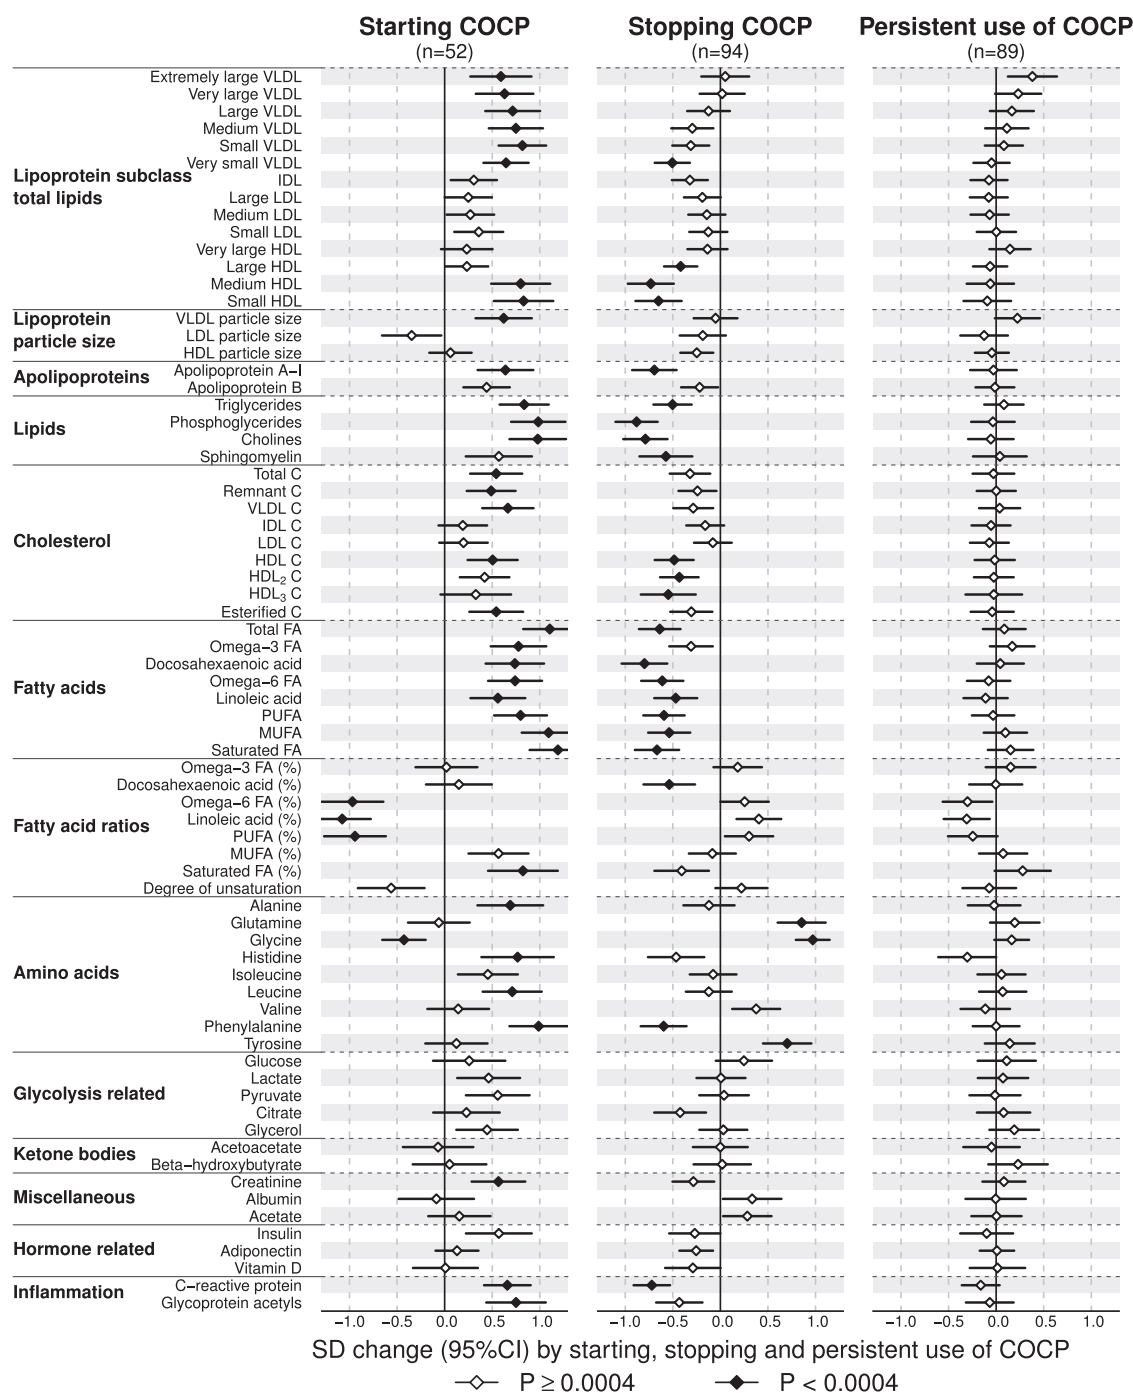 Starting COCP Stopping COCP Persistent use of COCP
(n=52) (n=94) (n=89)
Extremely large VLDL
Very large VLDL
Large VLDL
Medium VLDL
Small VLDL
Very small VLDL
Lipoprotein subclass
total lipids
IDL
Large LDL
Medium LDL
Small LDL
Very large HDL
Large HDL
Medium HDL
Small HDL
Lipoprotein
particle size
VLDL particle size
LDL particle size
HDL particle size
Apolipoproteins
Apolipoprotein A−I
Apolipoprotein B
Lipids
Triglycerides
Phosphoglycerides
Cholines
Sphingomyelin
Cholesterol
Total C
Remnant C
VLDL C
IDL C
LDL C
HDL C
HDL₂ C
HDL₃ C
Esterified C
Fatty acids
Total FA
Omega−3 FA
Docosahexaenoic acid
Omega−6 FA
Linoleic acid
PUFA
MUFA
Saturated FA
Fatty acid ratios
Omega−3 FA (%)
Docosahexaenoic acid (%)
Omega−6 FA (%)
Linoleic acid (%)
PUFA (%)
MUFA (%)
Saturated FA (%)
Degree of unsaturation
Amino acids
Alanine
Glutamine
Glycine
Histidine
Isoleucine
Leucine
Valine
Phenylalanine
Tyrosine
Glycolysis related
Glucose
Lactate
Pyruvate
Citrate
Glycerol
Ketone bodies
Acetoacetate
Beta−hydroxybutyrate
Miscellaneous
Creatinine
Albumin
Acetate
Hormone related
Insulin
Adiponectin
Vitamin D
Inflammation
C−reactive protein
Glycoprotein acetyls
−1.0 −0.5 0.0 0.5 1.0 −1.0 −0.5 0.0 0.5 1.0 −1.0 −0.5 0.0 0.5 1.0
SD change (95%CI) by starting, stopping and persistent use of COCP
P ≥ 0.0004 P < 0.0004